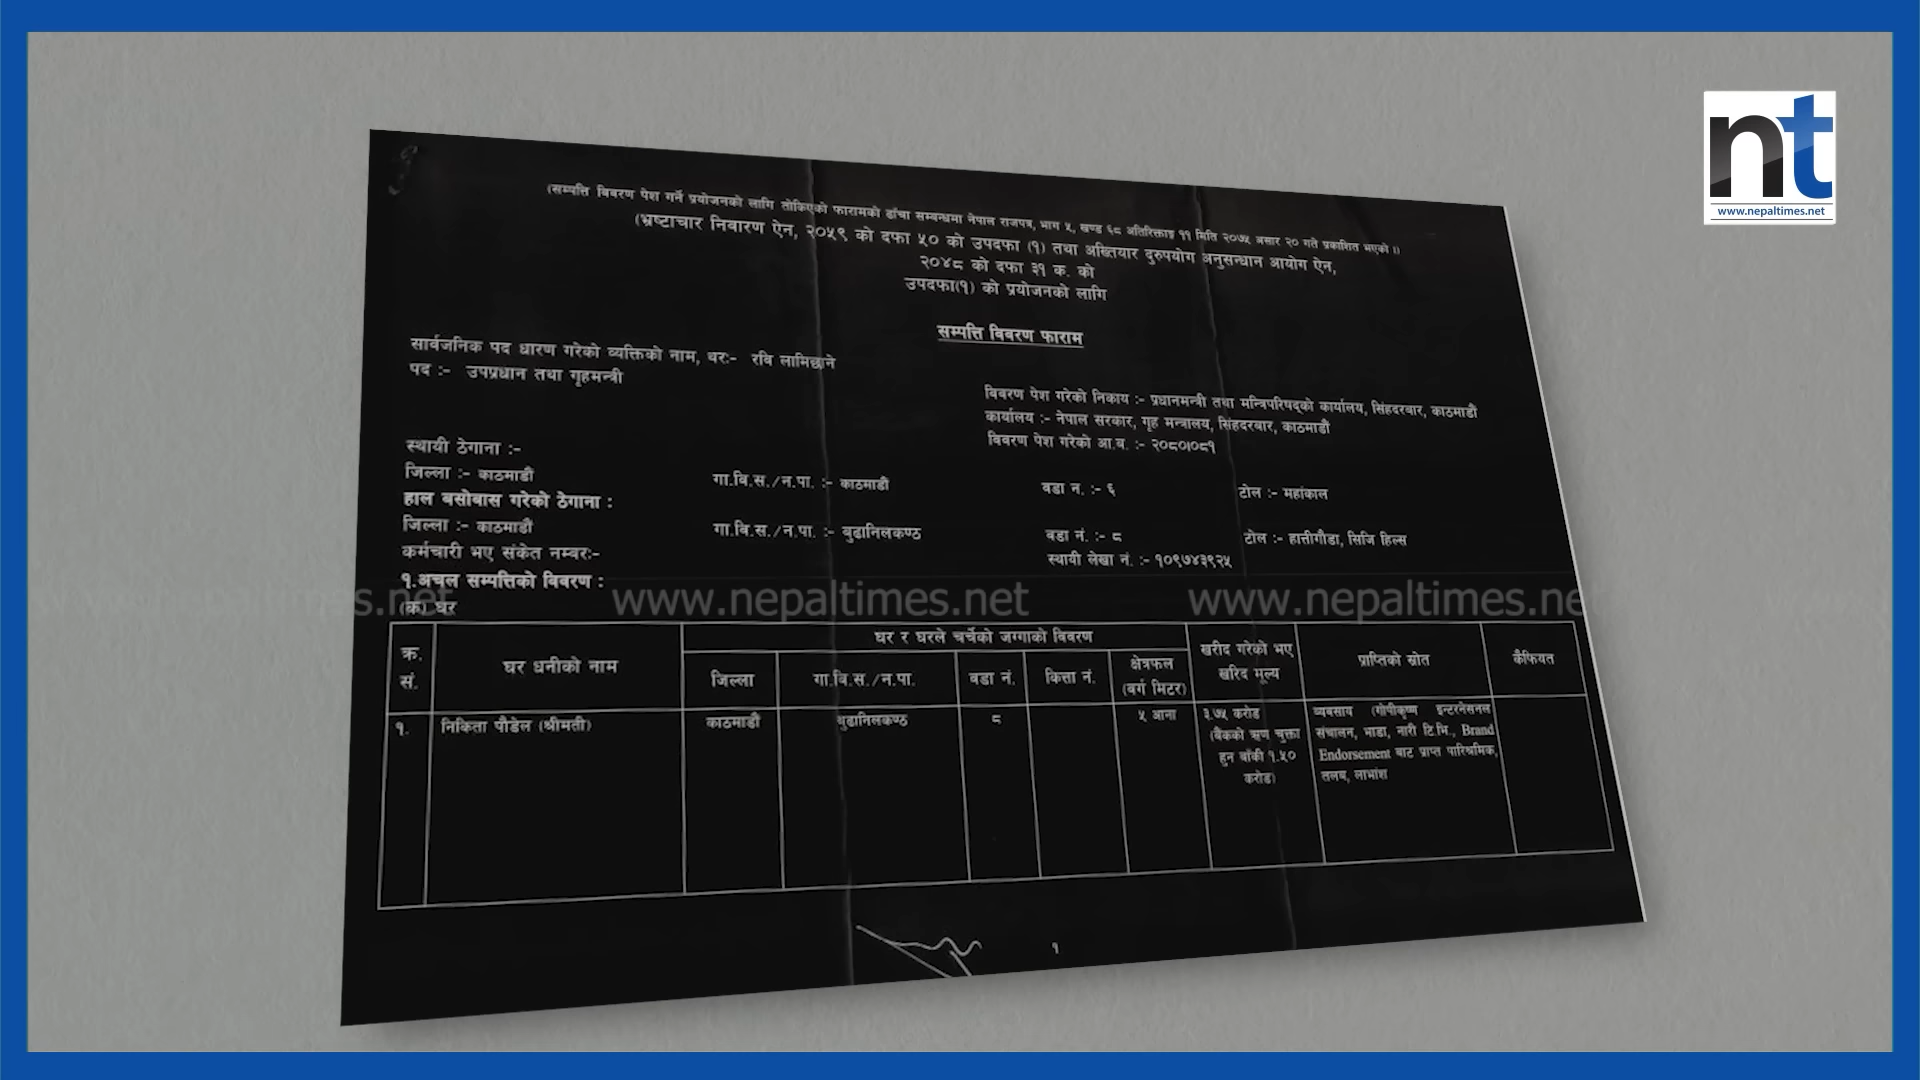 nt
www.nepaltimes.net
(सम्पत्ति विवरण पेश गर्ने प्रयोजनको लागि तोकिएको फारामको ढाँचा सम्बन्धमा नेपाल राजपत्र, भाग ५, खण्ड ६८ अतिरिक्ताङ्क ११ मिति २०७५ असार २० गते प्रकाशित भएको ।)
(भ्रष्टाचार निवारण ऐन, २०५९ को दफा ५० को उपदफा (१) तथा अख्तियार दुरुपयोग अनुसन्धान आयोग ऐन,
२०४८ को दफा ३१ क. को
उपदफा(१) को प्रयोजनको लागि
सम्पत्ति विवरण फाराम
सार्वजनिक पद धारण गरेको व्यक्तिको नाम, थरः- रवि लामिछाने
पद :- उपप्रधान तथा गृहमन्त्री
विवरण पेश गरेको निकाय :- प्रधानमन्त्री तथा मन्त्रिपरिषद्को कार्यालय, सिंहदरबार, काठमाडौं
कार्यालय :- नेपाल सरकार, गृह मन्त्रालय, सिंहदरबार, काठमाडौं
विवरण पेश गरेको आ.व. :- २०८०।०८१
स्थायी ठेगाना :-
जिल्ला :- काठमाडौं गा.वि.स./न.पा. :- काठमाडौं वडा न. :- ६ टोल :- महांकाल
हाल बसोबास गरेको ठेगाना :
जिल्ला :- काठमाडौं गा.वि.स./न.पा. :- बुढानिलकण्ठ वडा नं. :- ८ टोल :- हात्तीगौडा, सिजि हिल्स
कर्मचारी भए संकेत नम्बरः- स्थायी लेखा नं. :- १०९७४३९२५
१.अचल सम्पत्तिको विवरण :
(क) घर
www.nepaltimes.net
क्र. सं. घर धनीको नाम घर र घरले चर्चेको जग्गाको विवरण खरीद गरेको भए खरिद मूल्य प्राप्तिको स्रोत कैफियत
जिल्ला गा.वि.स./न.पा. वडा नं. कित्ता नं. क्षेत्रफल (वर्ग मिटर)
१. निकिता पौडेल (श्रीमती) काठमाडौं बुढानिलकण्ठ ८ ५ आना ३.७५ करोड व्यवसाय (गोपीकृष्ण इन्टरनेसनल
(बैंकको ऋण चुक्ता संचालन, भाडा, नारी टि.भि., Brand
हुन बाँकी १.५० Endorsement बाट प्राप्त पारिश्रमिक,
करोड) तलब, लाभांश
१